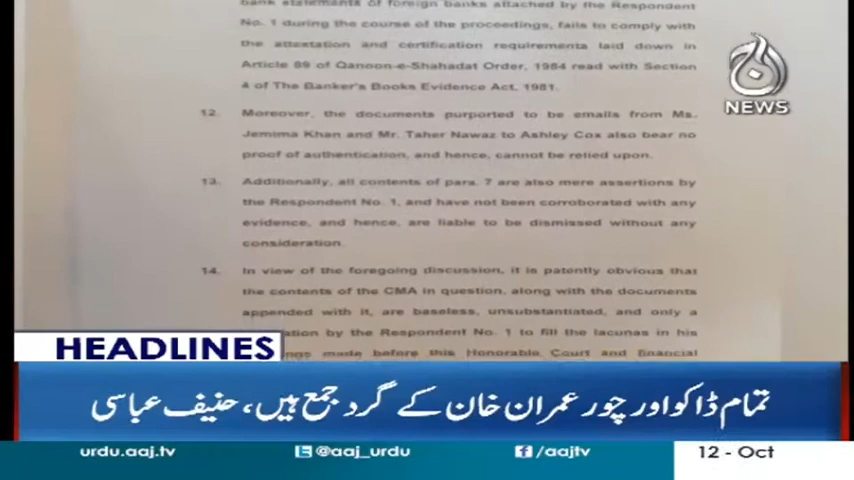 bank statements of foreign banks attached by the Respondent
No. 1 during the course of the proceedings, fails to comply with
the attestation and certification requirements laid down in
Article 89 of Qanoon-e-Shahadat Order, 1984 read with Section
4 of The Banker's Books Evidence Act, 1981.
12. Moreover, the documents purported to be emails from Ms.
Jemima Khan and Mr. Taher Nawaz to Ashley Cox also bear no
proof of authentication, and hence, cannot be relied upon.
13. Additionally, all contents of para. 7 are also mere assertions by
the Respondent No. 1, and have not been corroborated with any
evidence, and hence, are liable to be dismissed without any
consideration.
14. In view of the foregoing discussion, it is patently obvious that
the contents of the CMA in question, along with the documents
appended with it, are baseless, unsubstantiated, and only a
by the Respondent No. 1 to fill the lacunas in his
made before this Honorable Court and financial
آج
NEWS
HEADLINES
تمام ڈاکو اور چور عمران خان کے گرد جمع ہیں، حنیف عباسی
urdu.aaj.tv @aaj_urdu /aajtv 12 - Oct